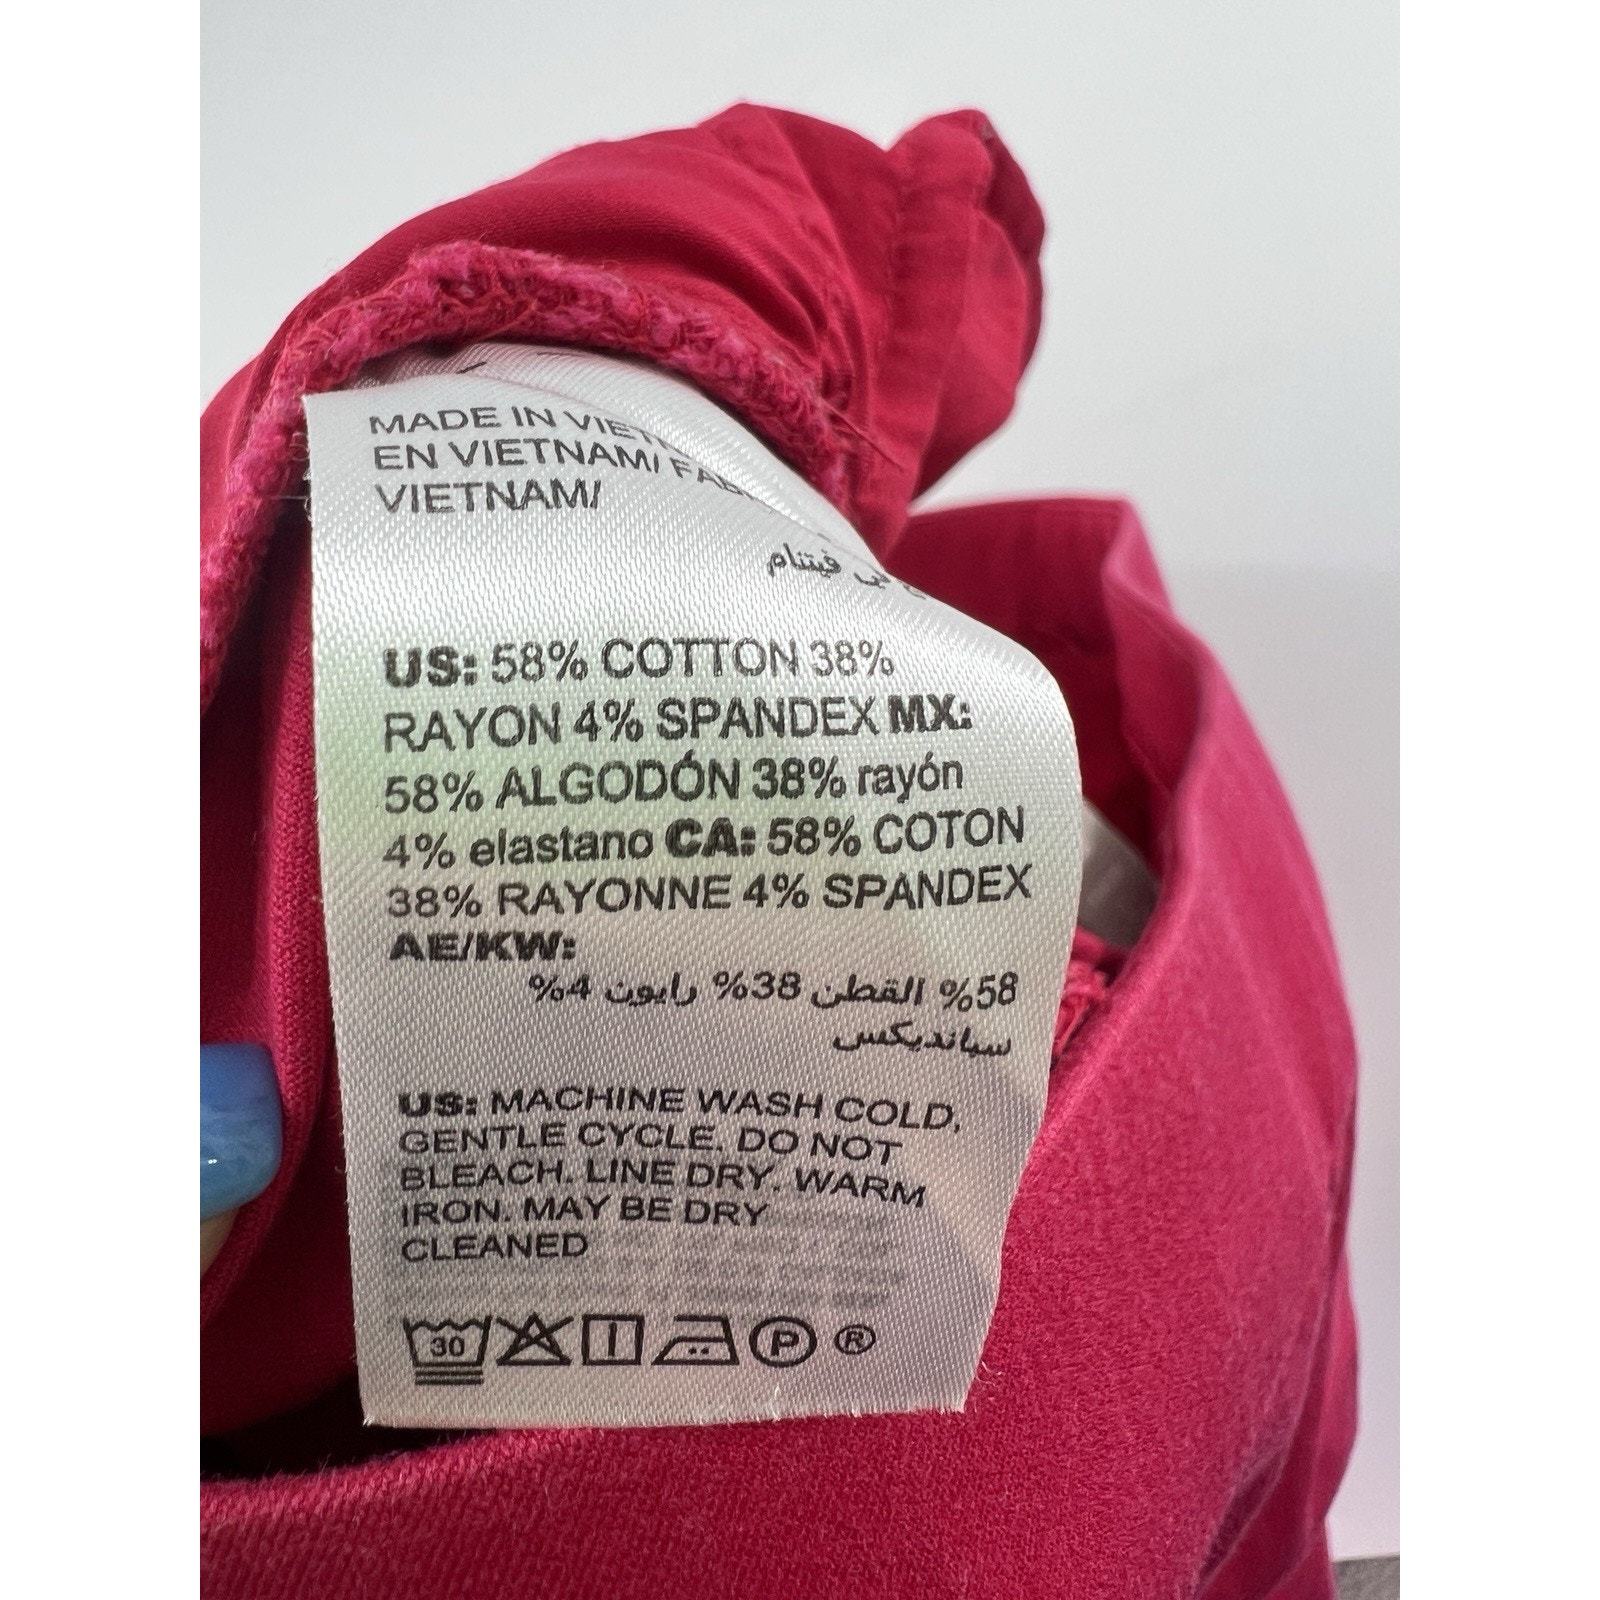 MADE IN
EN VIETNAM/
VIETNAM/
في فيتنام
US: 58% COTTON 38%
RAYON 4% SPANDEX MX:
58% ALGODÓN 38% rayón
4% elastano CA: 58% COTON
38% RAYONNE 4% SPANDEX
AE/KW:
58% القطن 38% رايون 4%
سبانديكس
US: MACHINE WASH COLD,
GENTLE CYCLE. DO NOT
BLEACH. LINE DRY. WARM
IRON. MAY BE DRY
CLEANED
30 P ®